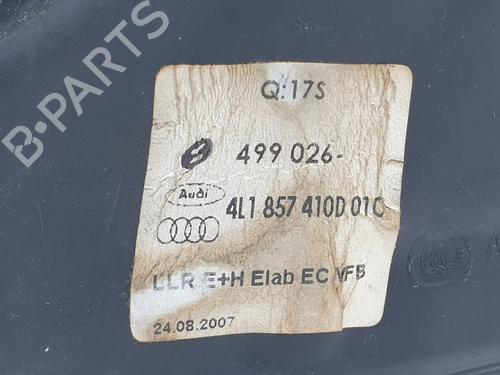 B-PARTS
Q:17S
499 026-
Audi
4L1 857 410D 01C
LLR E+H Elab EC VFB
24.08.2007